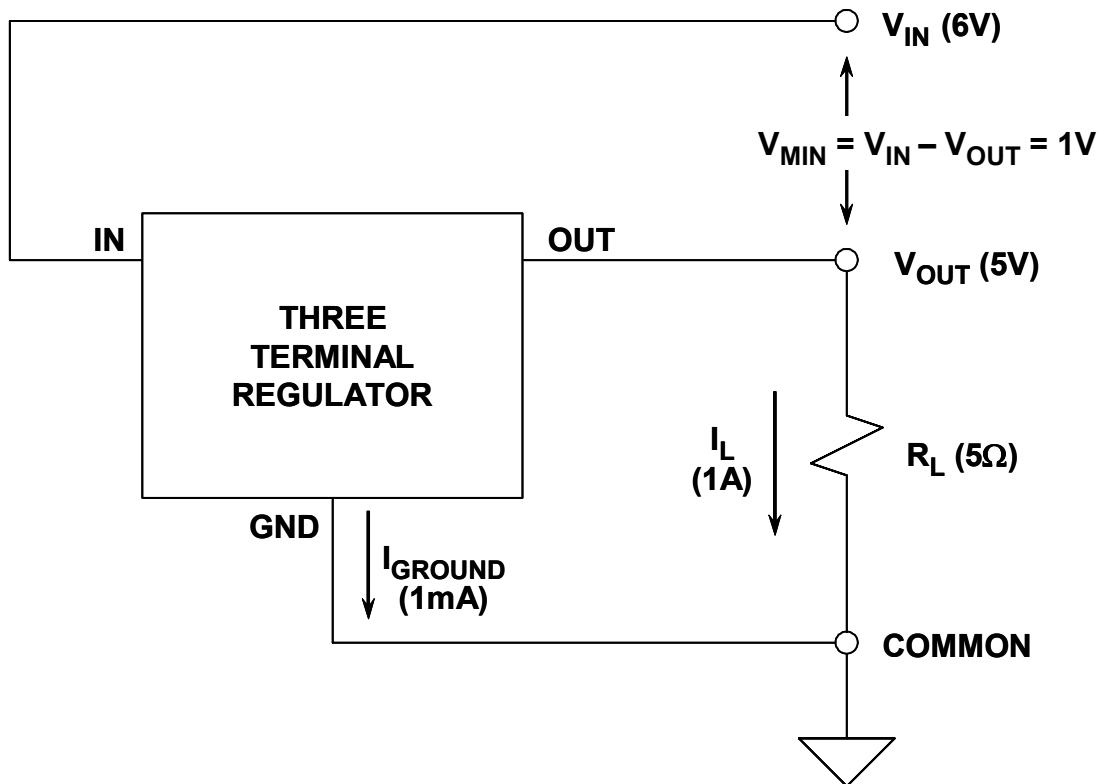 V_IN (6V)
V_MIN = V_IN – V_OUT = 1V
IN
OUT
V_OUT (5V)
THREE
TERMINAL
REGULATOR
I_L
(1A)
R_L (5Ω)
GND
I_GROUND
(1mA)
COMMON